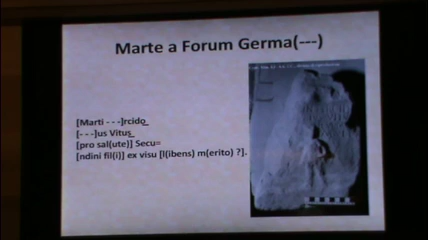 Marte a Forum Germa(---)
[Marti - - -]rcido_
[- - -]us Vitus_
[pro sal(ute)] Secu=
[ndini fil(i)] ex visu [l(ibens) m(erito) ?].